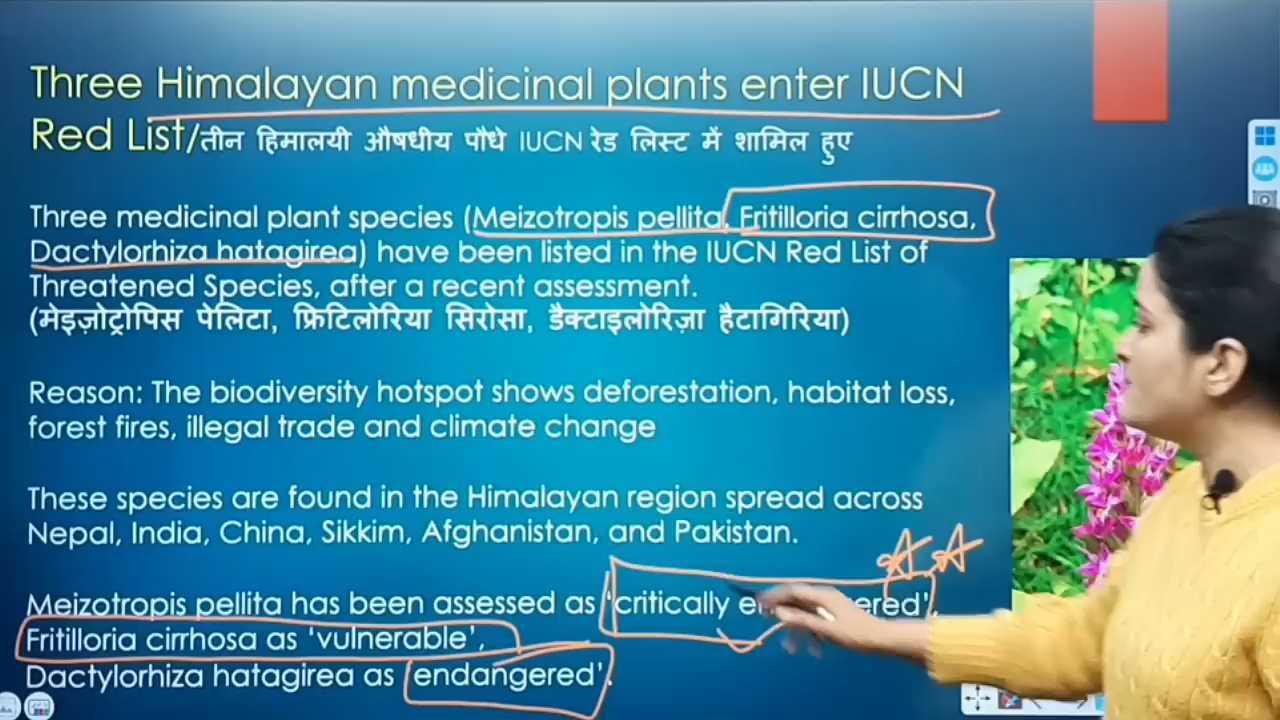 Three Himalayan medicinal plants enter IUCN
Red List/तीन हिमालयी औषधीय पौधे IUCN रेड लिस्ट में शामिल हुए
Three medicinal plant species (Meizotropis pellita, Fritilloria cirrhosa,
Dactylorhiza hatagirea) have been listed in the IUCN Red List of
Threatened Species, after a recent assessment.
(मेइज़ोट्रोपिस पेलिटा, फ्रिटिलोरिया सिरोसा, डैक्टाइलोरिज़ा हैटागिरिया)
Reason: The biodiversity hotspot shows deforestation, habitat loss,
forest fires, illegal trade and climate change
These species are found in the Himalayan region spread across
Nepal, India, China, Sikkim, Afghanistan, and Pakistan.
Meizotropis pellita has been assessed as 'critically
Fritilloria cirrhosa as ‘vulnerable’,
Dactylorhiza hatagirea as ‘endangered’.